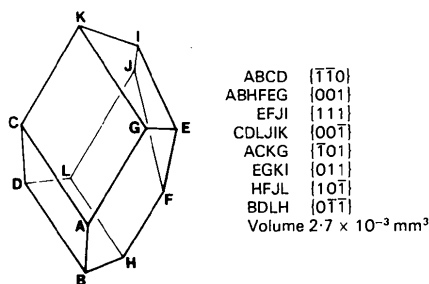 K
I
J
C
G
E
D
L
F
A
H
B
ABCD {1̅1̅0}
ABHFEG {001}
EFJI {111}
CDLJIK {001̅}
ACKG {1̅01}
EGKI {011}
HFJL {101̅}
BDLH {01̅1̅}
Volume 2·7 × 10⁻³ mm³